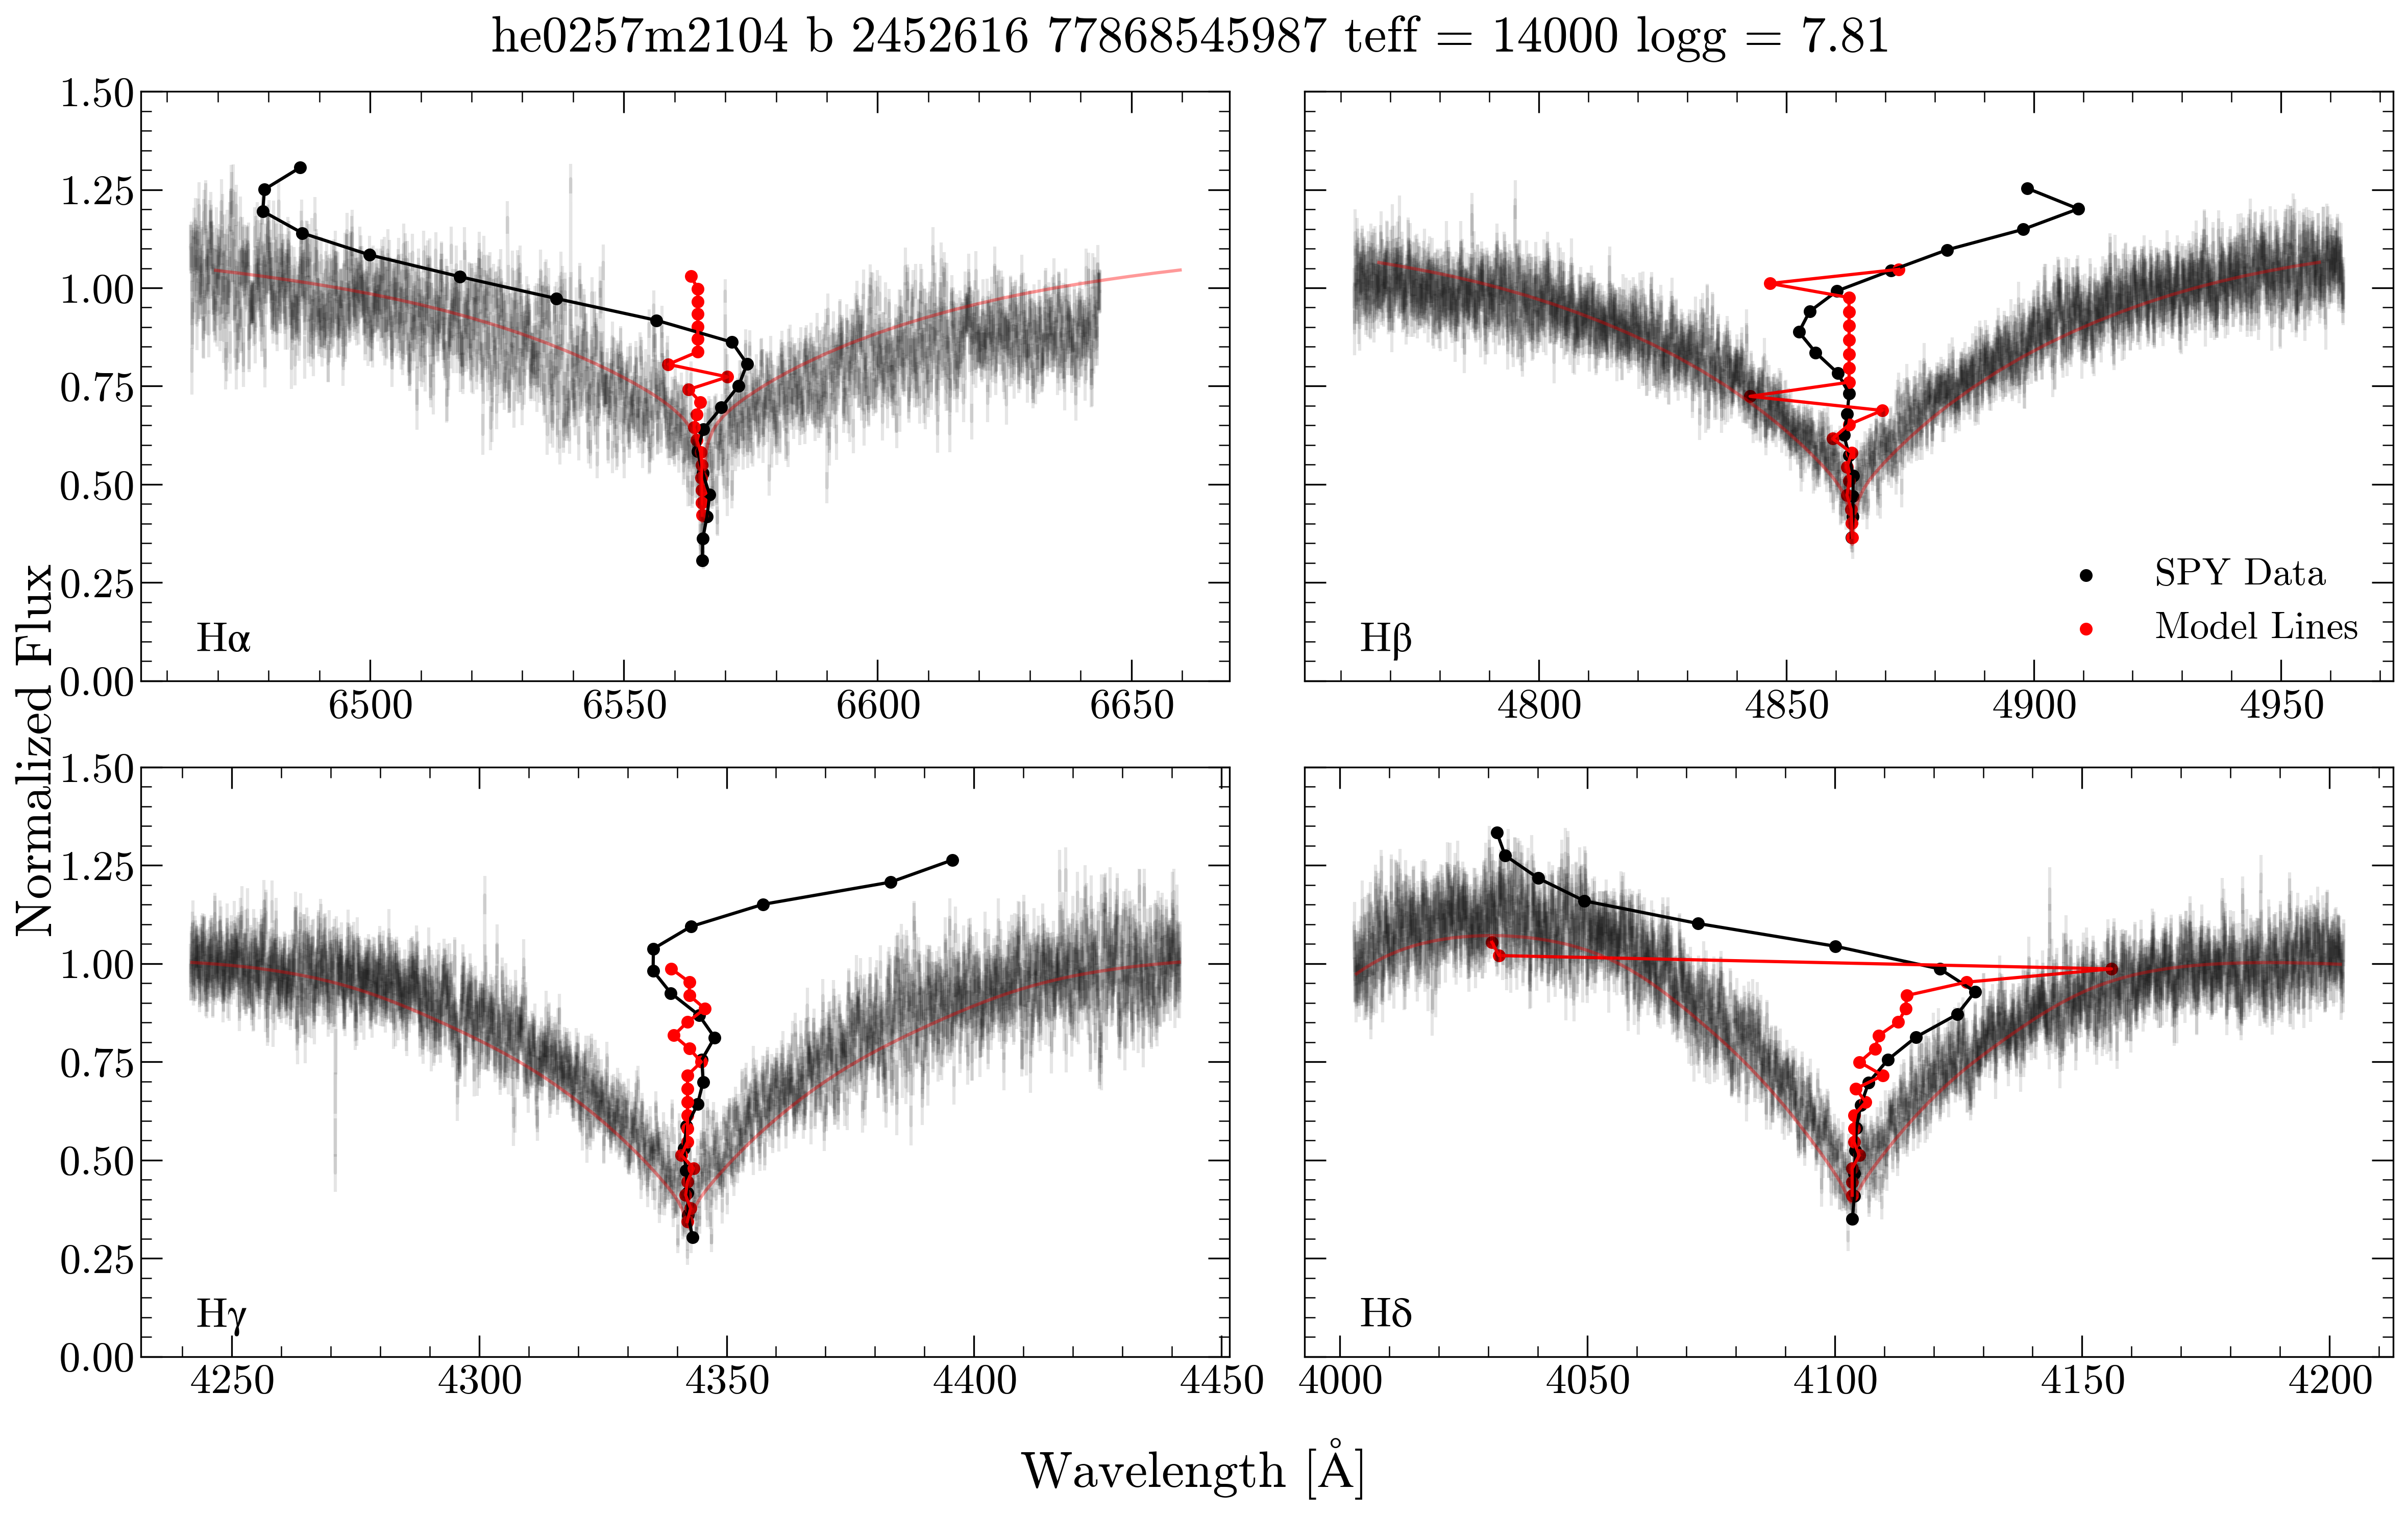 he0257m2104 b 2452616 77868545987 teff = 14000 logg = 7.81
Normalized Flux
1.50
1.25
1.00
0.75
0.50
0.25
0.00
Hα
6500 6550 6600 6650
Hβ
SPY Data
Model Lines
4800 4850 4900 4950
1.50
1.25
1.00
0.75
0.50
0.25
0.00
Hγ
4250 4300 4350 4400 4450
Hδ
4000 4050 4100 4150 4200
Wavelength [Å]